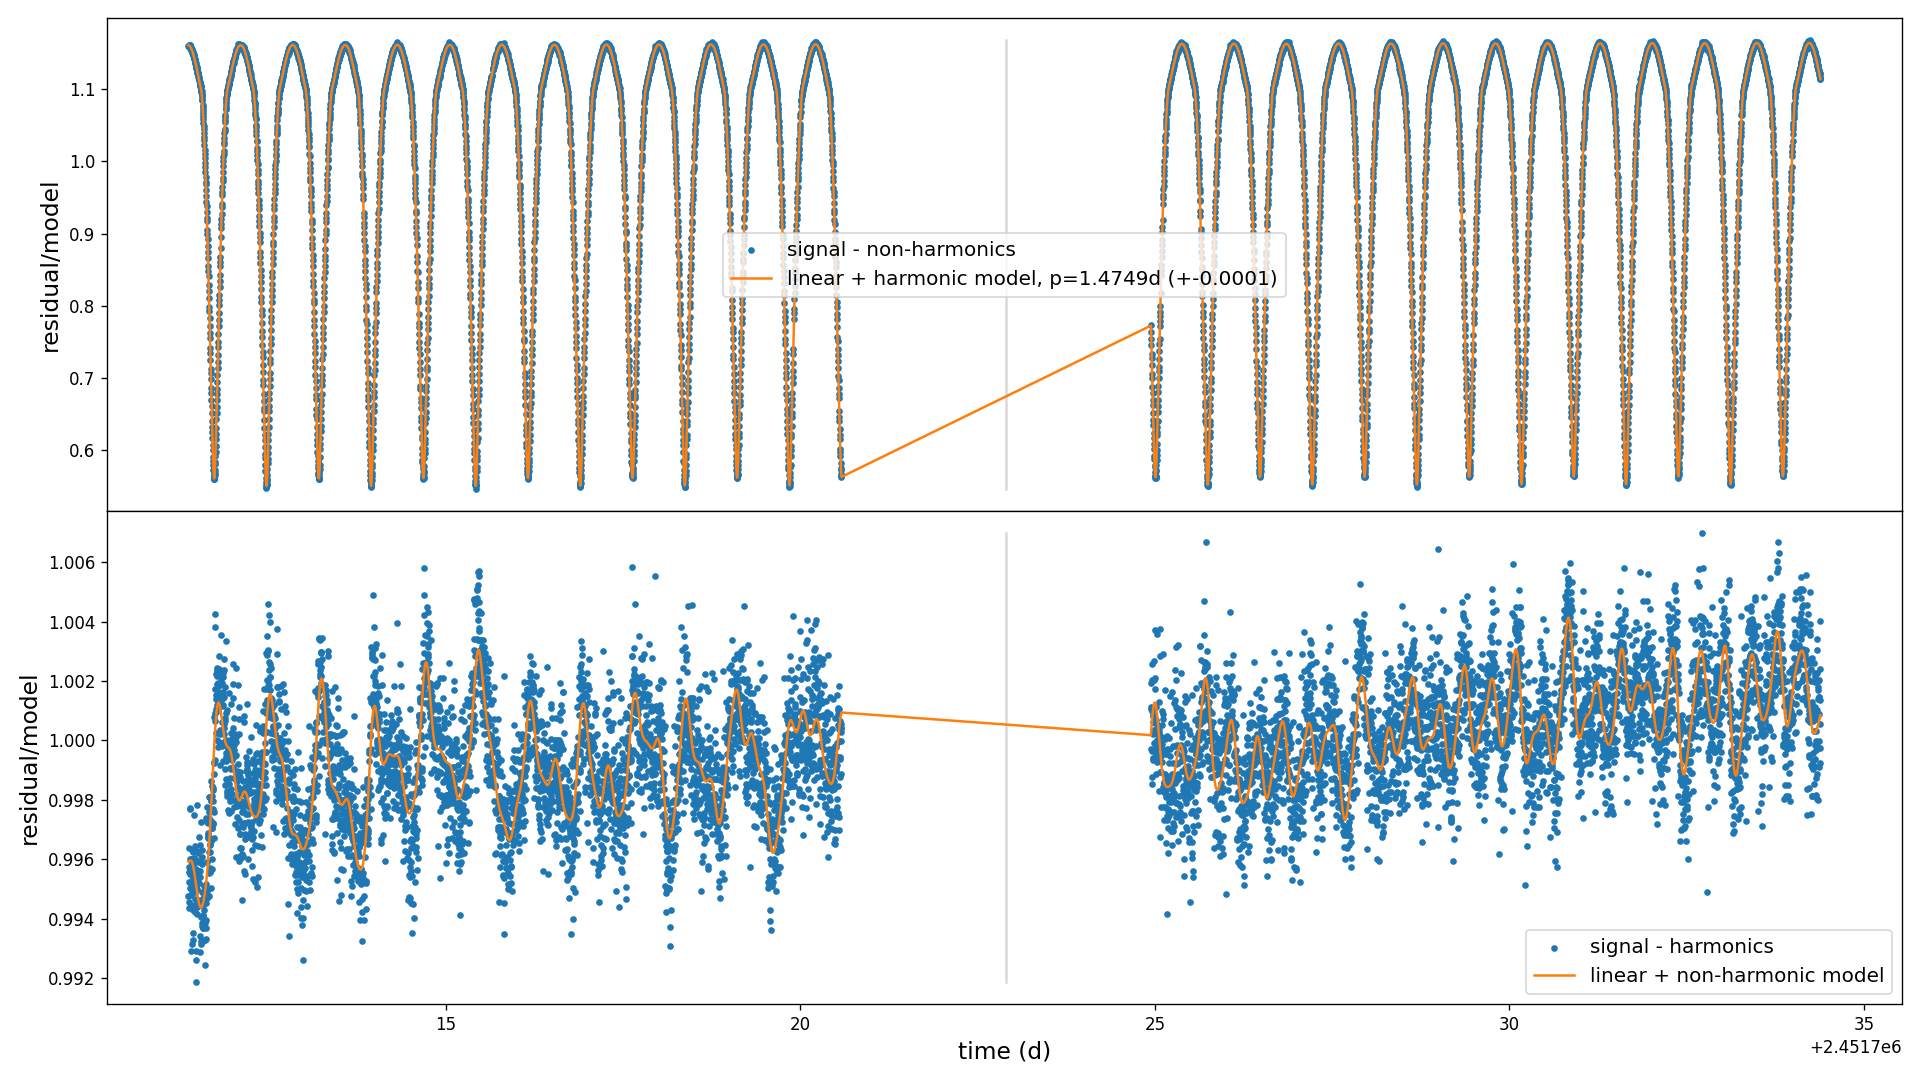 residual/model
1.1
1.0
0.9
0.8
0.7
0.6
signal - non-harmonics
linear + harmonic model, p=1.4749d (+-0.0001)
residual/model
1.006
1.004
1.002
1.000
0.998
0.996
0.994
0.992
signal - harmonics
linear + non-harmonic model
15
20
25
30
35
time (d)
+2.4517e6